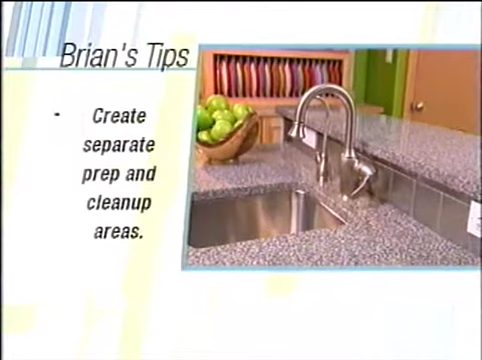 Brian's Tips
- Create
separate
prep and
cleanup
areas.